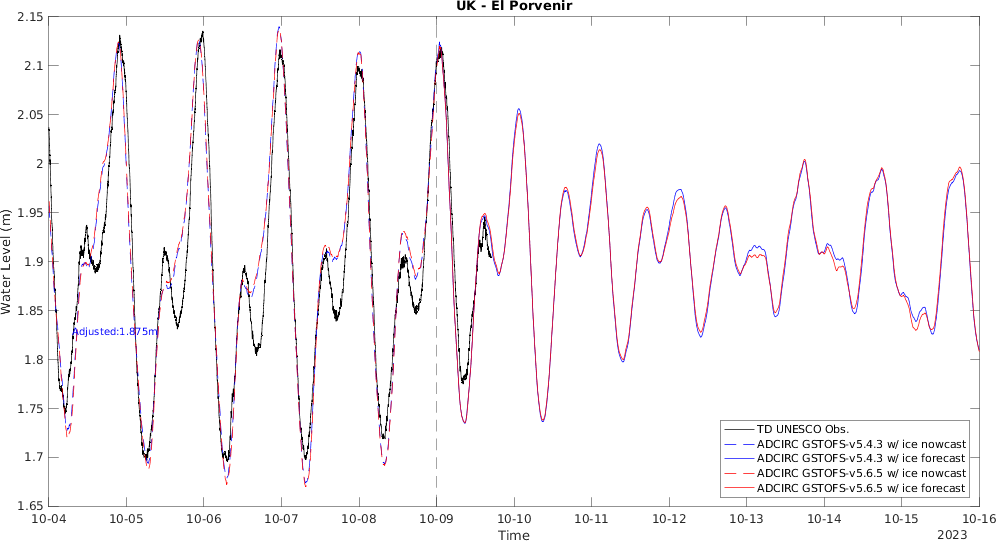 UK - El Porvenir
2.15
2.1
2.05
2
1.95
1.9
1.85
1.8
1.75
1.7
1.65
Water Level (m)
Adjusted:1.875m
TD UNESCO Obs.
ADCIRC GSTOFS-v5.4.3 w/ ice nowcast
ADCIRC GSTOFS-v5.4.3 w/ ice forecast
ADCIRC GSTOFS-v5.6.5 w/ ice nowcast
ADCIRC GSTOFS-v5.6.5 w/ ice forecast
10-04 10-05 10-06 10-07 10-08 10-09 10-10 10-11 10-12 10-13 10-14 10-15 10-16
Time
2023